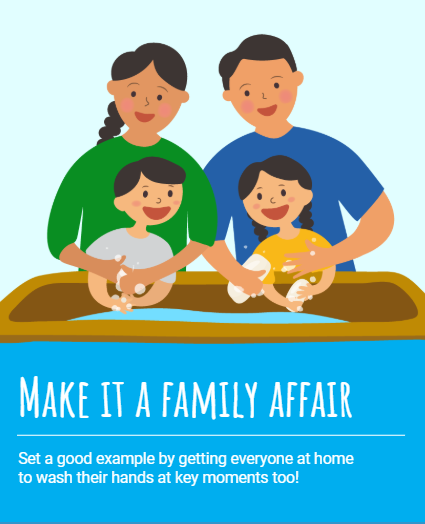 Make it a family affair
Set a good example by getting everyone at home
to wash their hands at key moments too!